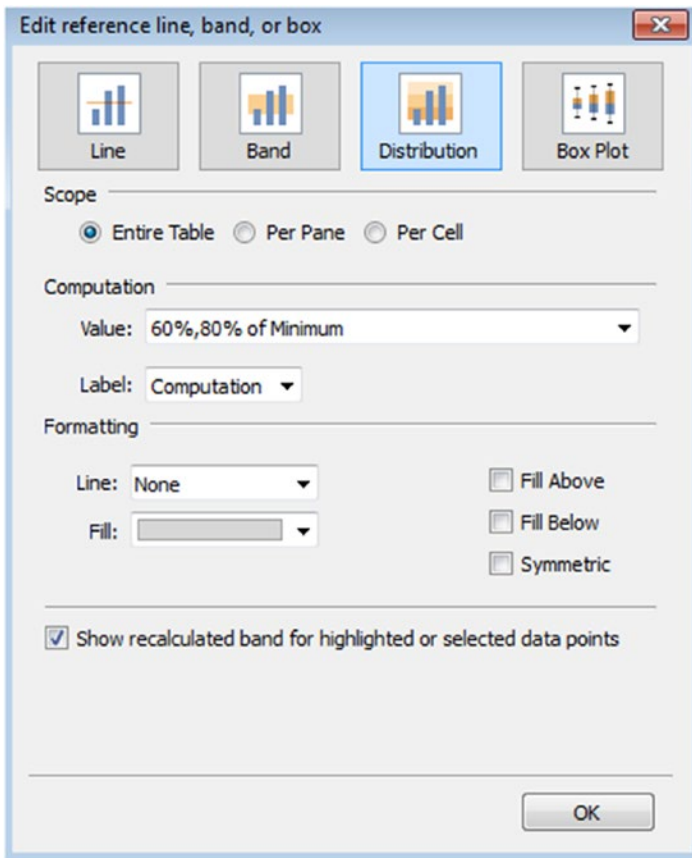 Edit reference line, band, or box
Line Band Distribution Box Plot
Scope
Entire Table Per Pane Per Cell
Computation
Value: 60%,80% of Minimum
Label: Computation
Formatting
Line: None
Fill Above
Fill:
Fill Below
Symmetric
Show recalculated band for highlighted or selected data points
OK